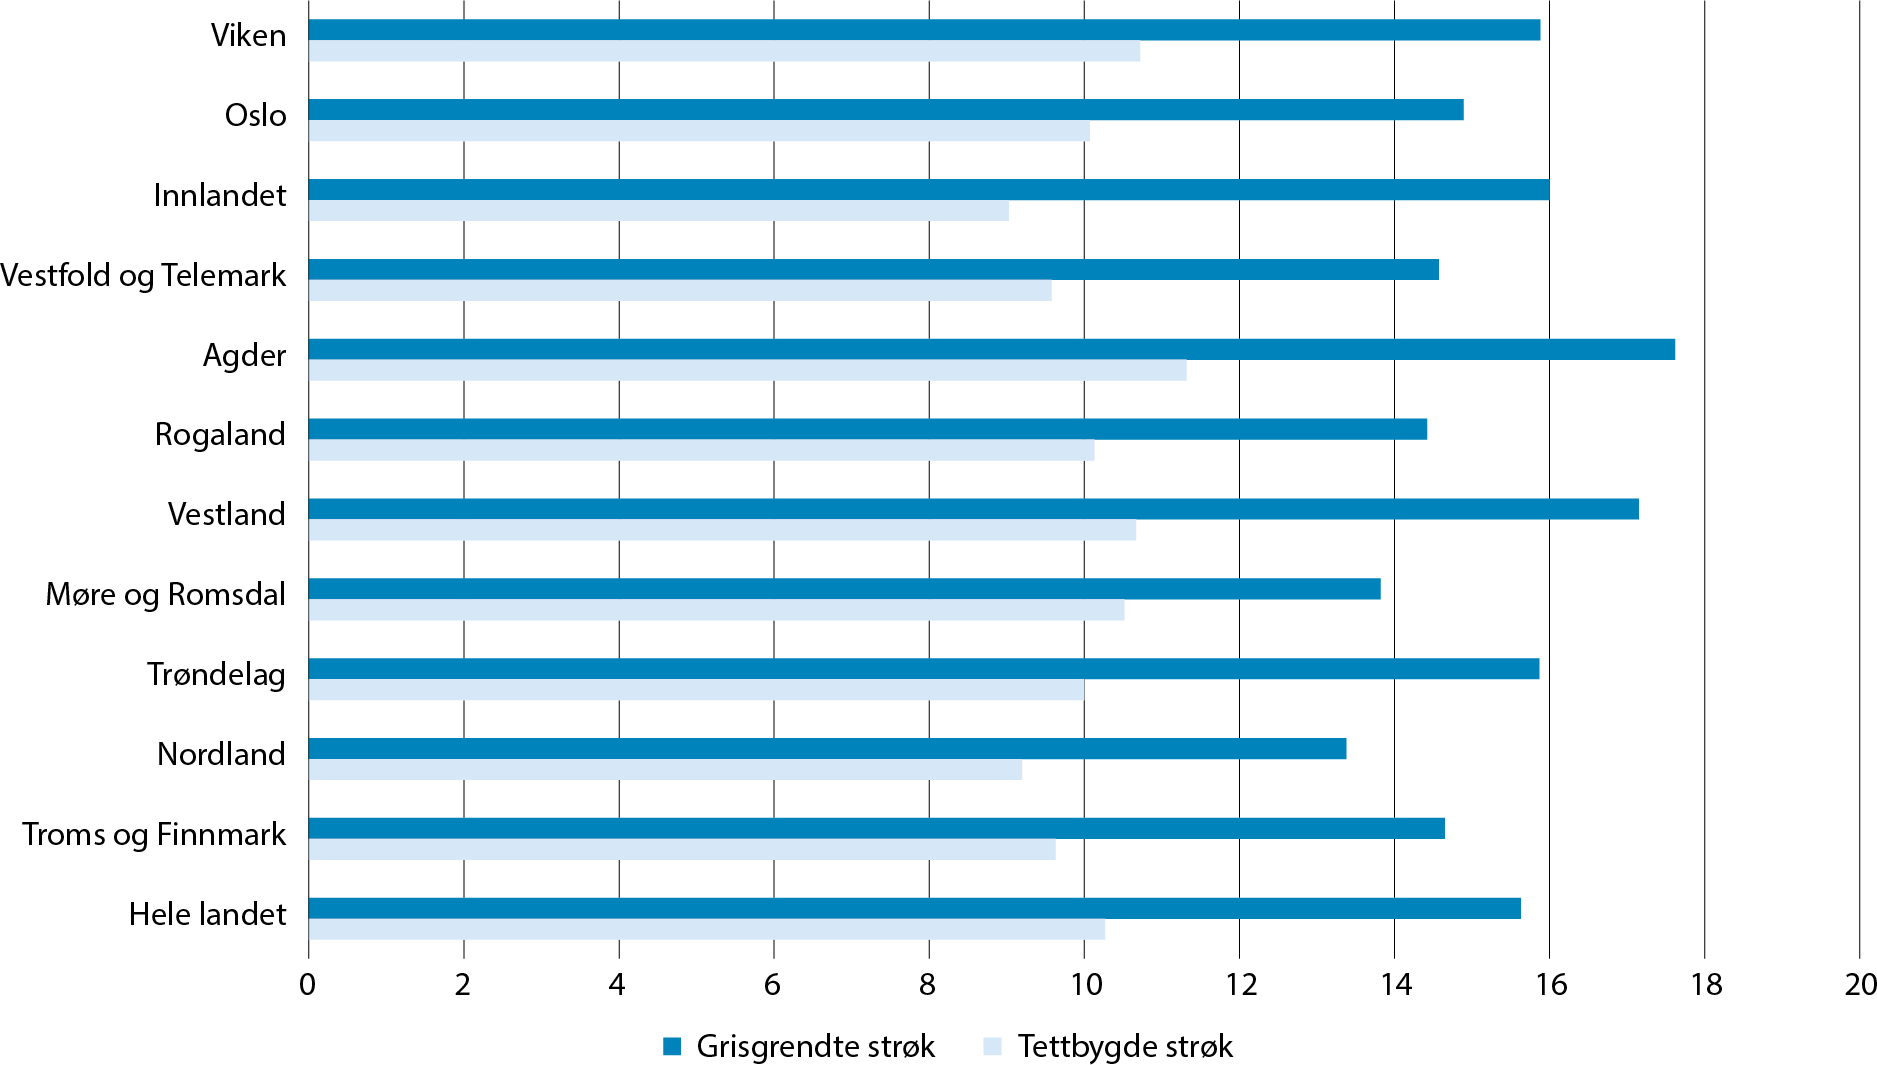 Viken
Oslo
Innlandet
Vestfold og Telemark
Agder
Rogaland
Vestland
Møre og Romsdal
Trøndelag
Nordland
Troms og Finnmark
Hele landet
0 2 4 6 8 10 12 14 16 18 20
Grisgrendte strøk Tettbygde strøk